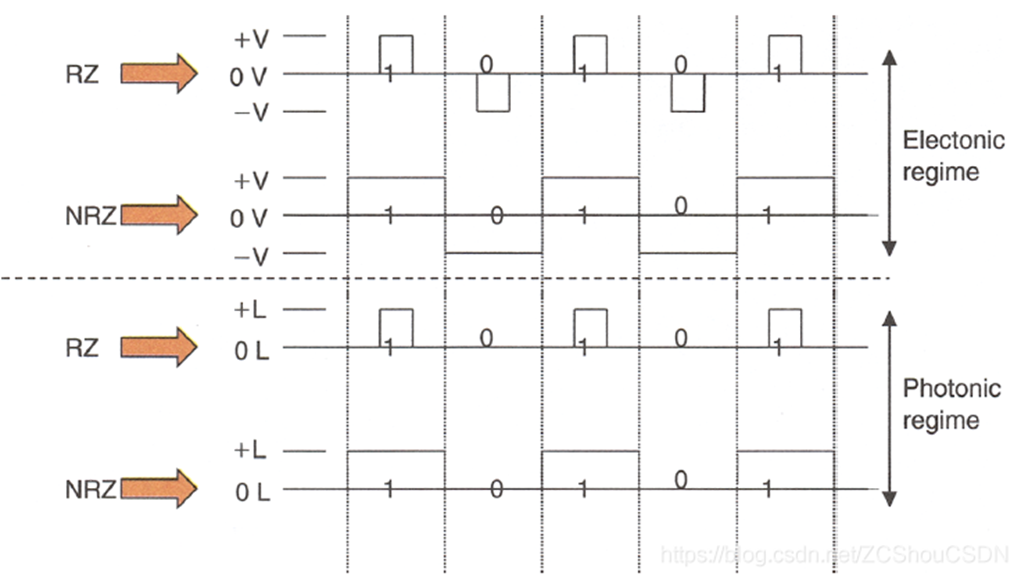 +V
1 0 1 0 1
RZ 0 V
−V
Electonic
regime
+V
NRZ 0 V 1 0 1 0 1
−V
+L
1 0 1 0 1
RZ 0 L
Photonic
regime
+L
NRZ 0 L 1 0 1 0 1
https://blog.csdn.net/ZCShouCSDN